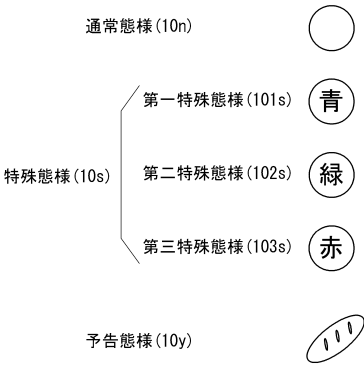 通常態様(10n)
第一特殊態様(101s) 青
特殊態様(10s)
第二特殊態様(102s) 緑
第三特殊態様(103s) 赤
予告態様(10y)